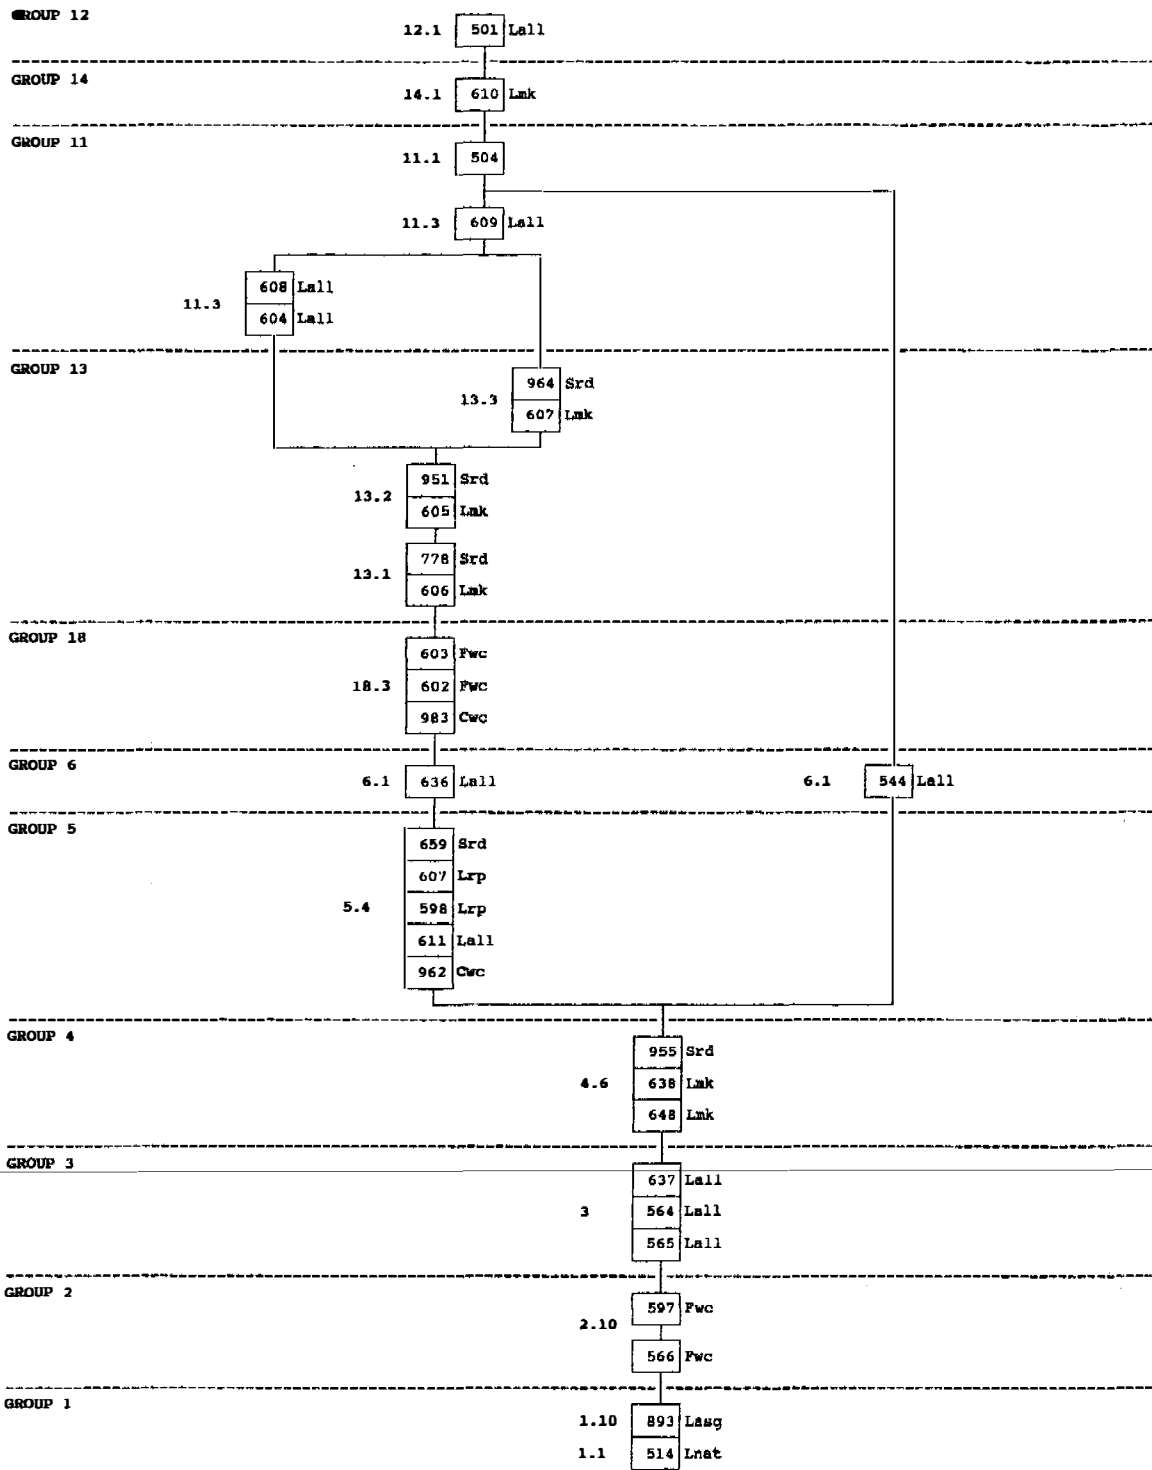 GROUP 12
12.1 501 Lall
GROUP 14
14.1 610 Lmk
GROUP 11
11.1 504
11.3 609 Lall
608 Lall
11.3
604 Lall
GROUP 13
964 Srd
13.3
607 Lmk
951 Srd
13.2
605 Lmk
778 Srd
13.1
606 Lmk
GROUP 18
603 Fwc
18.3 602 Fwc
983 Cwc
GROUP 6
6.1 636 Lall 6.1 544 Lall
GROUP 5
659 Srd
607 Lrp
5.4 598 Lrp
611 Lall
962 Cwc
GROUP 4
955 Srd
4.6 638 Lmk
648 Lmk
GROUP 3
637 Lall
3 564 Lall
565 Lall
GROUP 2
597 Fwc
2.10
566 Fwc
GROUP 1
1.10 893 Lasg
1.1 514 Lnat